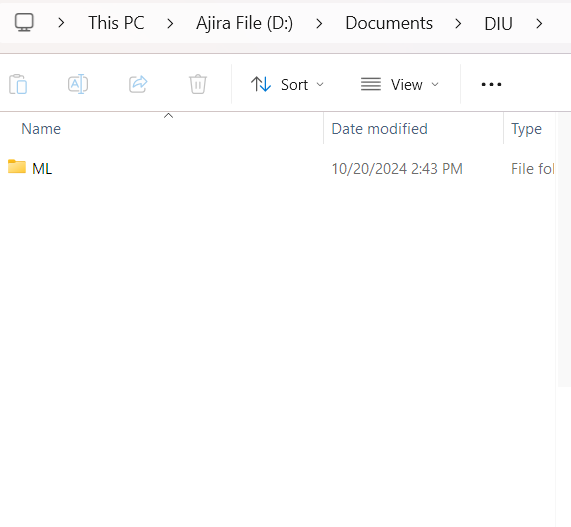 This PC > Ajira File (D:) > Documents > DIU >
Sort View
Name Date modified Type
ML 10/20/2024 2:43 PM File fol